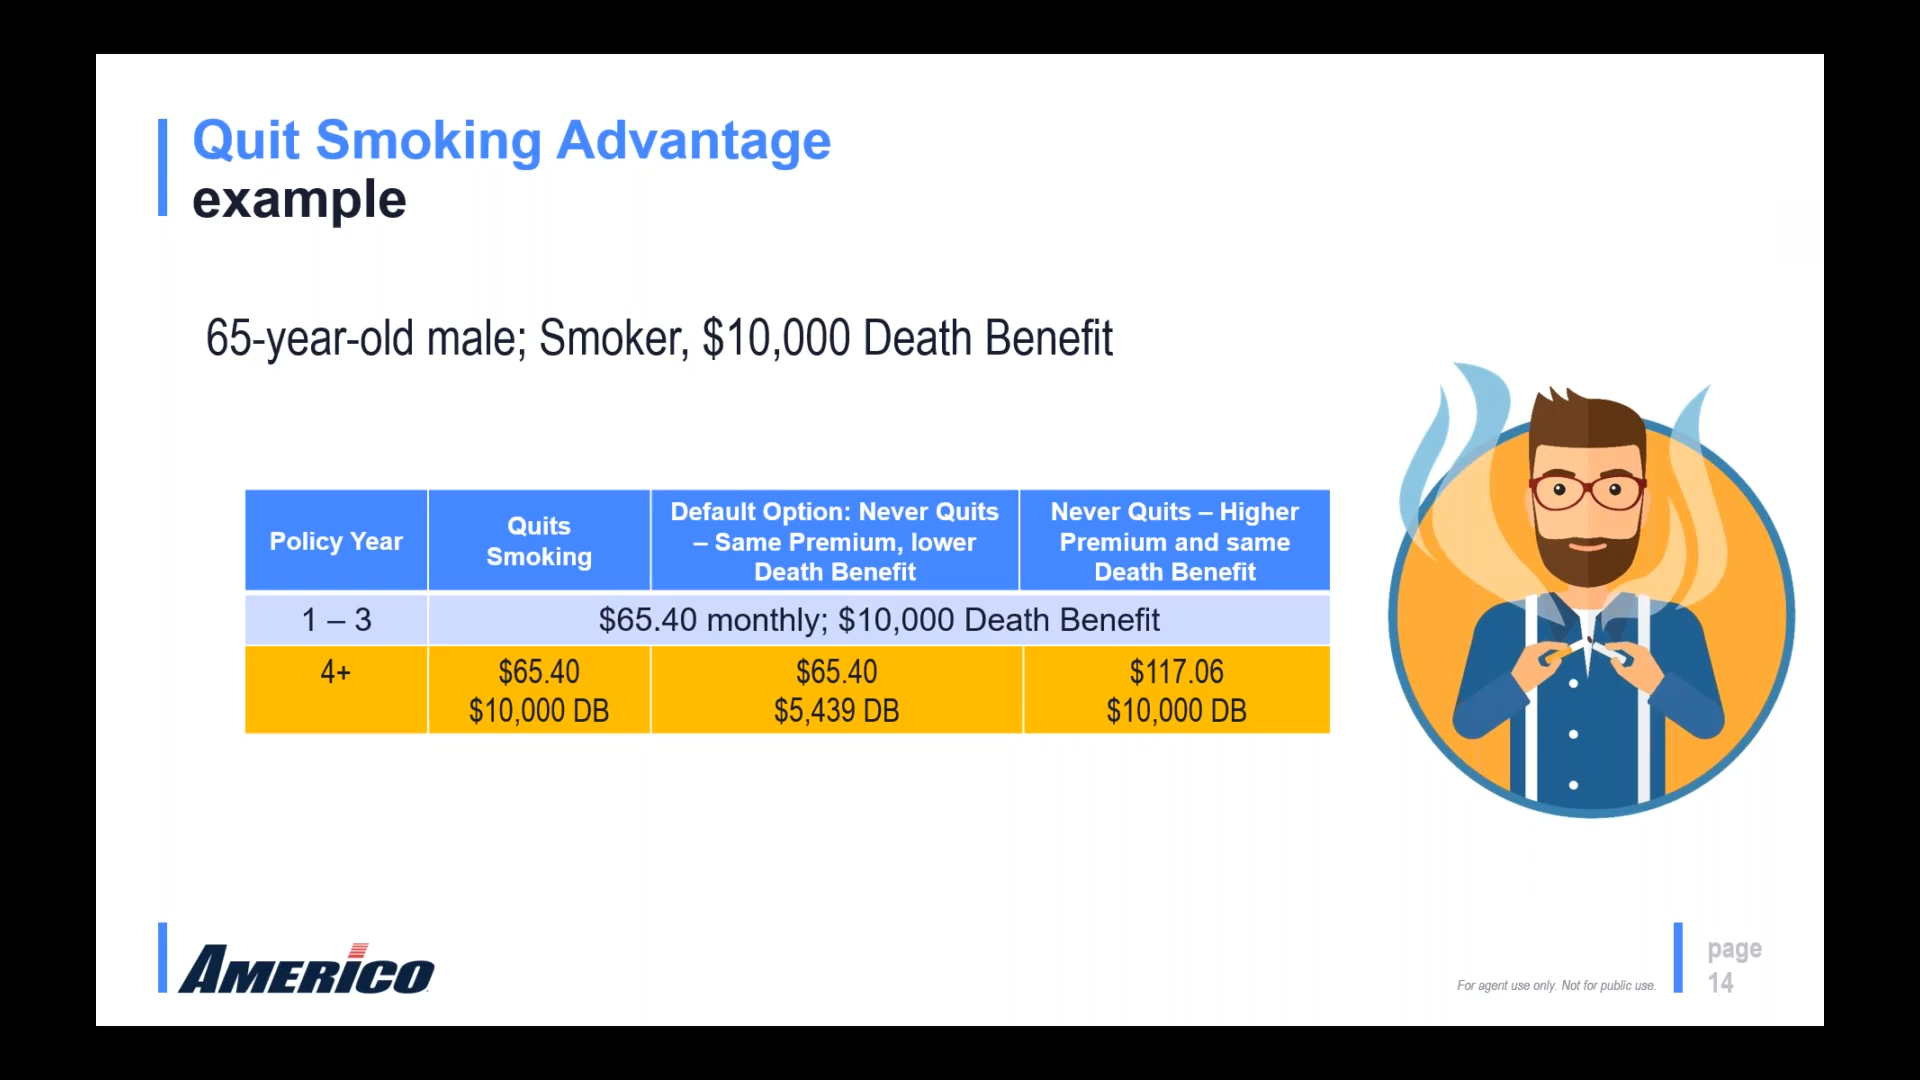 Quit Smoking Advantage
example
65-year-old male; Smoker, $10,000 Death Benefit
Policy Year
Quits
Smoking
Default Option: Never Quits
– Same Premium, lower
Death Benefit
Never Quits – Higher
Premium and same
Death Benefit
1 – 3
$65.40 monthly; $10,000 Death Benefit
4+
$65.40
$10,000 DB
$65.40
$5,439 DB
$117.06
$10,000 DB
AMERICO
For agent use only. Not for public use.
page
14